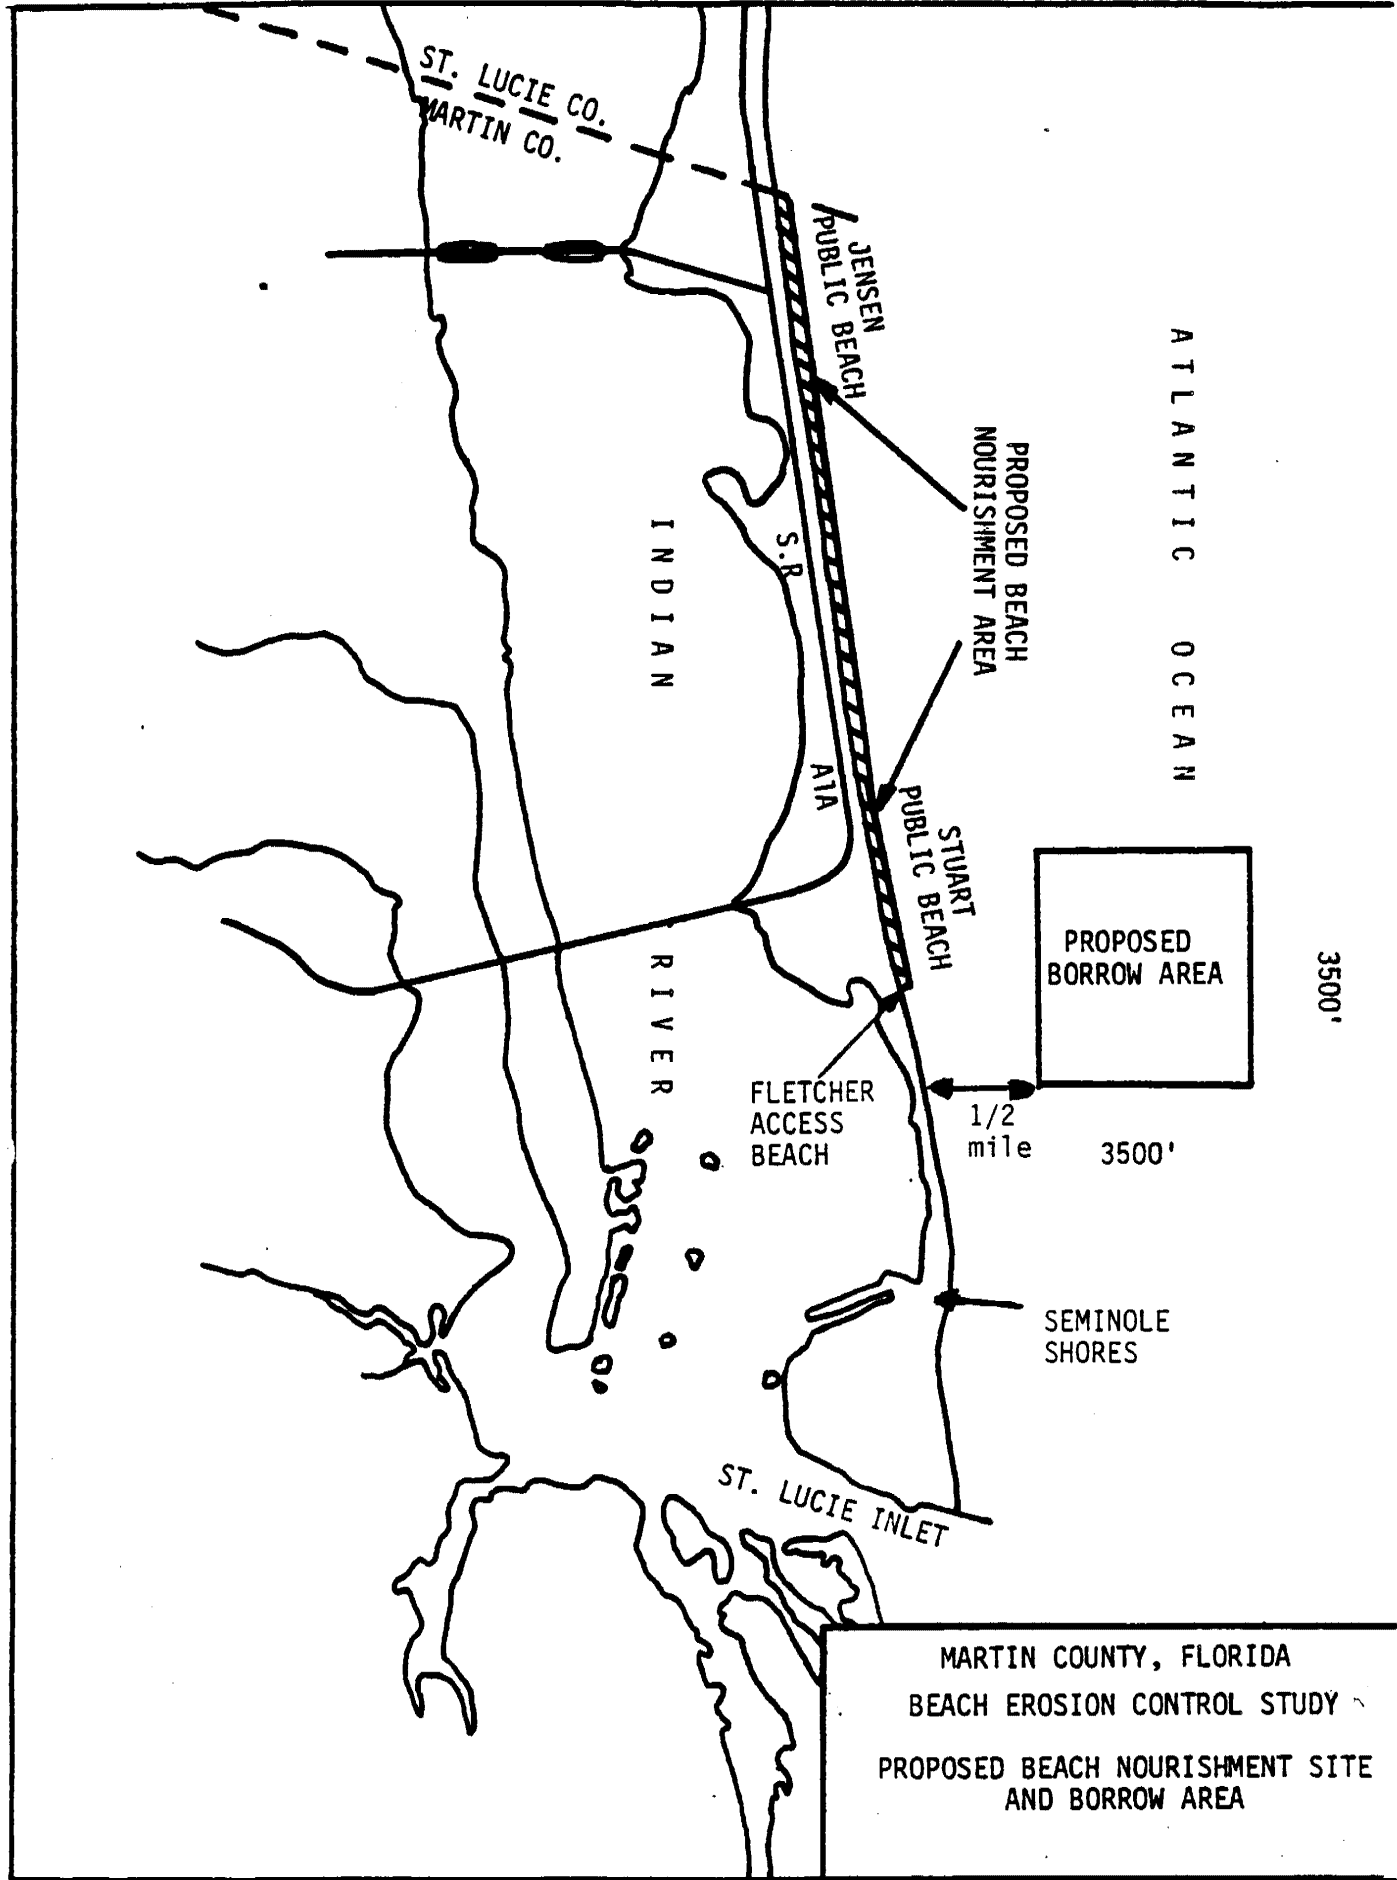 ST. LUCIE CO.
MARTIN CO.
JENSEN
PUBLIC BEACH
ATLANTIC OCEAN
PROPOSED BEACH
NOURISHMENT AREA
INDIAN RIVER
S.R
A1A
STUART
PUBLIC BEACH
PROPOSED
BORROW AREA
3500'
FLETCHER
ACCESS
BEACH
1/2
mile
3500'
SEMINOLE
SHORES
ST. LUCIE INLET
MARTIN COUNTY, FLORIDA
BEACH EROSION CONTROL STUDY
PROPOSED BEACH NOURISHMENT SITE
AND BORROW AREA